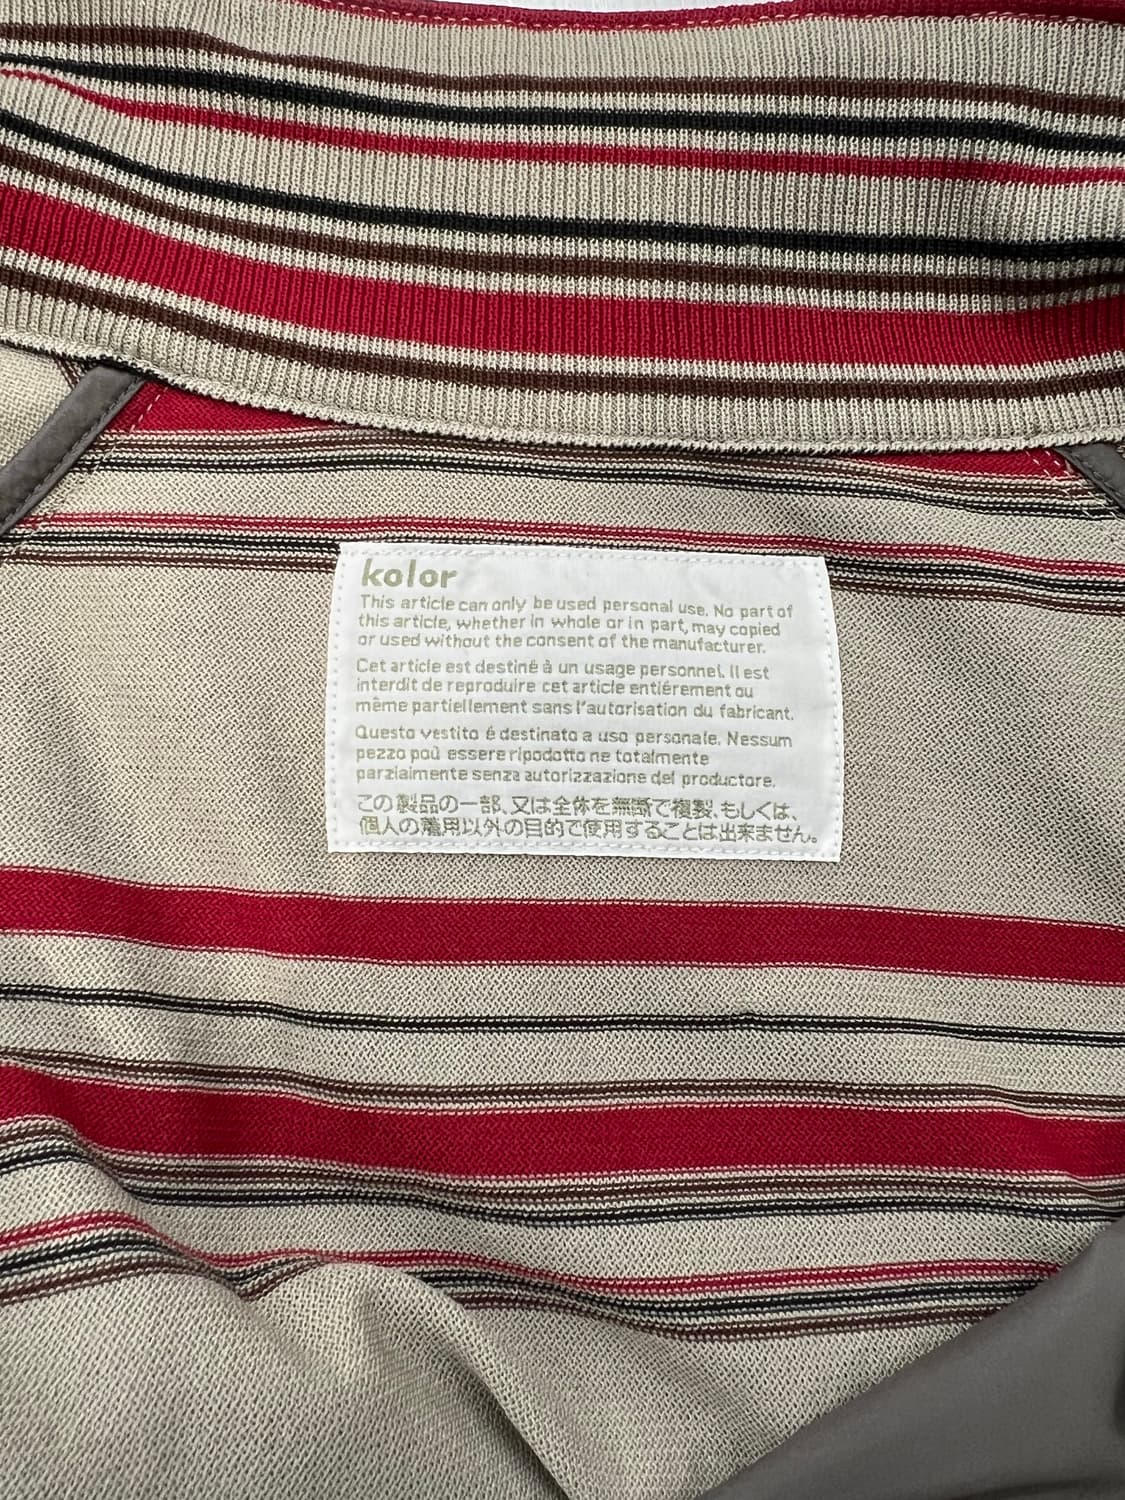 kolor
This article can only be used personal use. No part of
this article, whether in whole or in part, may copied
or used without the consent of the manufacturer.
Cet article est destiné à un usage personnel. Il est
interdit de reproduire cet article entiérement ou
même partiellement sans l'autorisation du fabricant.
Questo vestito é destinato a uso personale. Nessum
pezzo poù essere ripodotto ne totalmente
parzialmente senza autorizzazione del productore.
この製品の一部、又は全体を無断で複製、もしくは、
個人の着用以外の目的で使用することは出来ません。